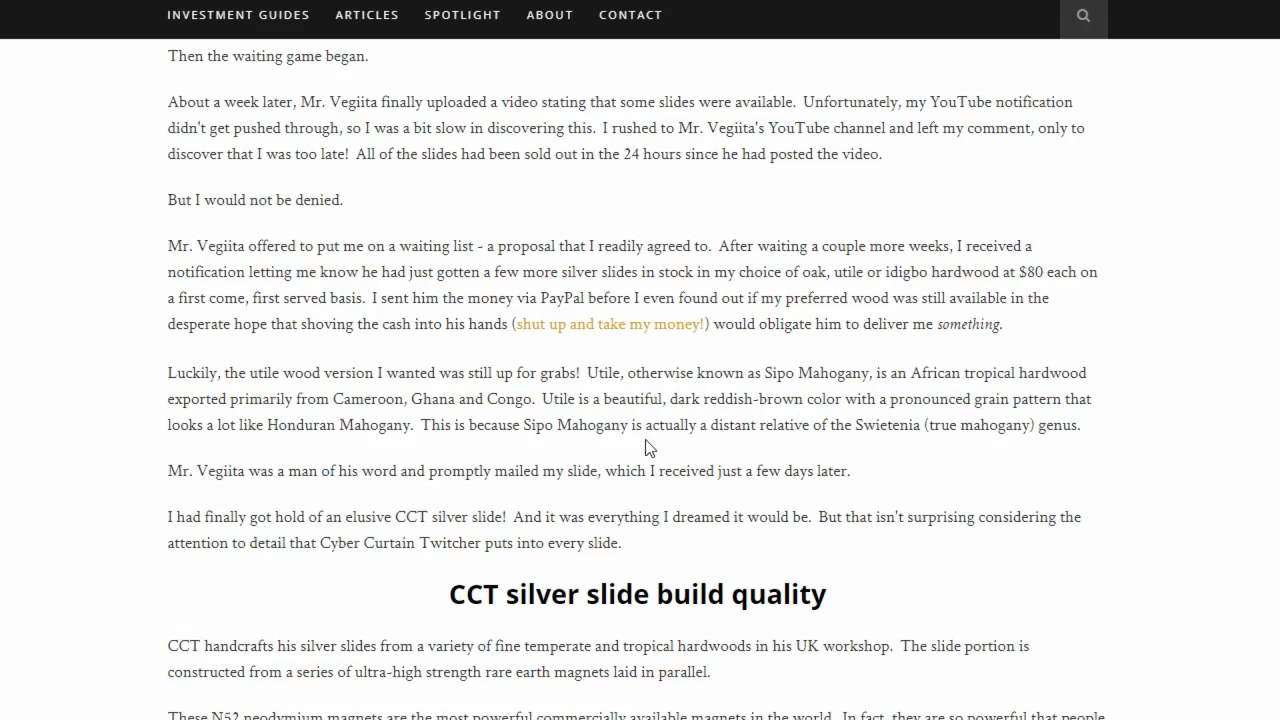 INVESTMENT GUIDES ARTICLES SPOTLIGHT ABOUT CONTACT
Then the waiting game began.
About a week later, Mr. Vegiita finally uploaded a video stating that some slides were available. Unfortunately, my YouTube notification
didn't get pushed through, so I was a bit slow in discovering this. I rushed to Mr. Vegiita's YouTube channel and left my comment, only to
discover that I was too late! All of the slides had been sold out in the 24 hours since he had posted the video.
But I would not be denied.
Mr. Vegiita offered to put me on a waiting list - a proposal that I readily agreed to. After waiting a couple more weeks, I received a
notification letting me know he had just gotten a few more silver slides in stock in my choice of oak, utile or idigbo hardwood at $80 each on
a first come, first served basis. I sent him the money via PayPal before I even found out if my preferred wood was still available in the
desperate hope that shoving the cash into his hands (shut up and take my money!) would obligate him to deliver me something.
Luckily, the utile wood version I wanted was still up for grabs! Utile, otherwise known as Sipo Mahogany, is an African tropical hardwood
exported primarily from Cameroon, Ghana and Congo. Utile is a beautiful, dark reddish-brown color with a pronounced grain pattern that
looks a lot like Honduran Mahogany. This is because Sipo Mahogany is actually a distant relative of the Swietenia (true mahogany) genus.
Mr. Vegiita was a man of his word and promptly mailed my slide, which I received just a few days later.
I had finally got hold of an elusive CCT silver slide! And it was everything I dreamed it would be. But that isn't surprising considering the
attention to detail that Cyber Curtain Twitcher puts into every slide.
CCT silver slide build quality
CCT handcrafts his silver slides from a variety of fine temperate and tropical hardwoods in his UK workshop. The slide portion is
constructed from a series of ultra-high strength rare earth magnets laid in parallel.
These N52 neodymium magnets are the most powerful commercially available magnets in the world. In fact, they are so powerful that people